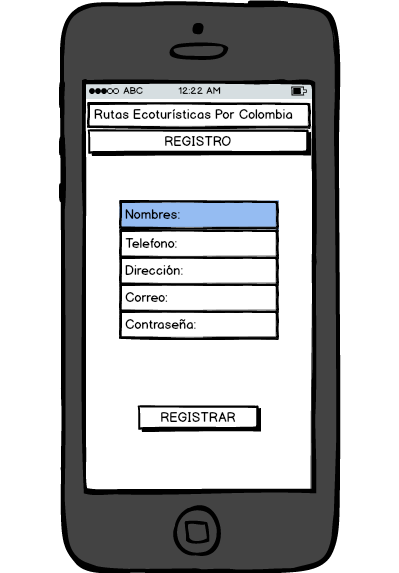 ABC 12:22 AM
Rutas Ecoturísticas Por Colombia
REGISTRO
Nombres:
Telefono:
Dirección:
Correo:
Contraseña:
REGISTRAR